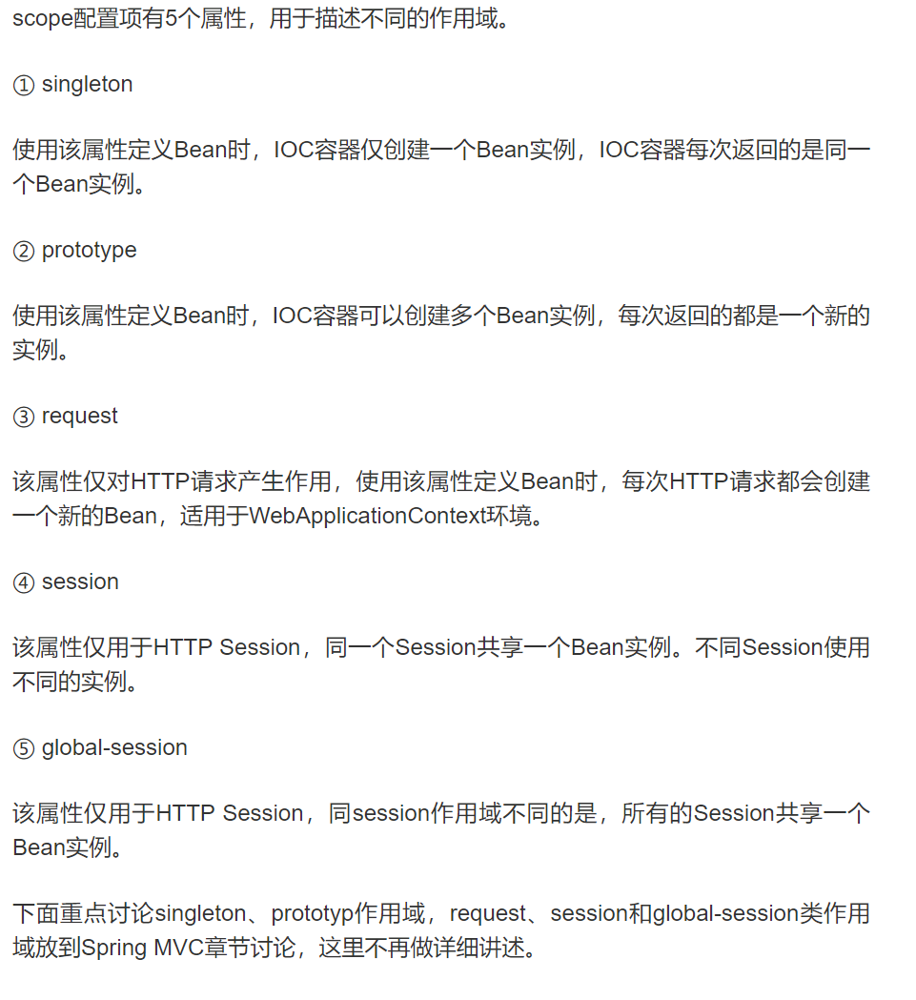 scope配置项有5个属性，用于描述不同的作用域。
① singleton
使用该属性定义Bean时，IOC容器仅创建一个Bean实例，IOC容器每次返回的是同一
个Bean实例。
② prototype
使用该属性定义Bean时，IOC容器可以创建多个Bean实例，每次返回的都是一个新的
实例。
③ request
该属性仅对HTTP请求产生作用，使用该属性定义Bean时，每次HTTP请求都会创建
一个新的Bean，适用于WebApplicationContext环境。
④ session
该属性仅用于HTTP Session，同一个Session共享一个Bean实例。不同Session使用
不同的实例。
⑤ global-session
该属性仅用于HTTP Session，同session作用域不同的是，所有的Session共享一个
Bean实例。
下面重点讨论singleton、prototyp作用域，request、session和global-session类作用
域放到Spring MVC章节讨论，这里不再做详细讲述。